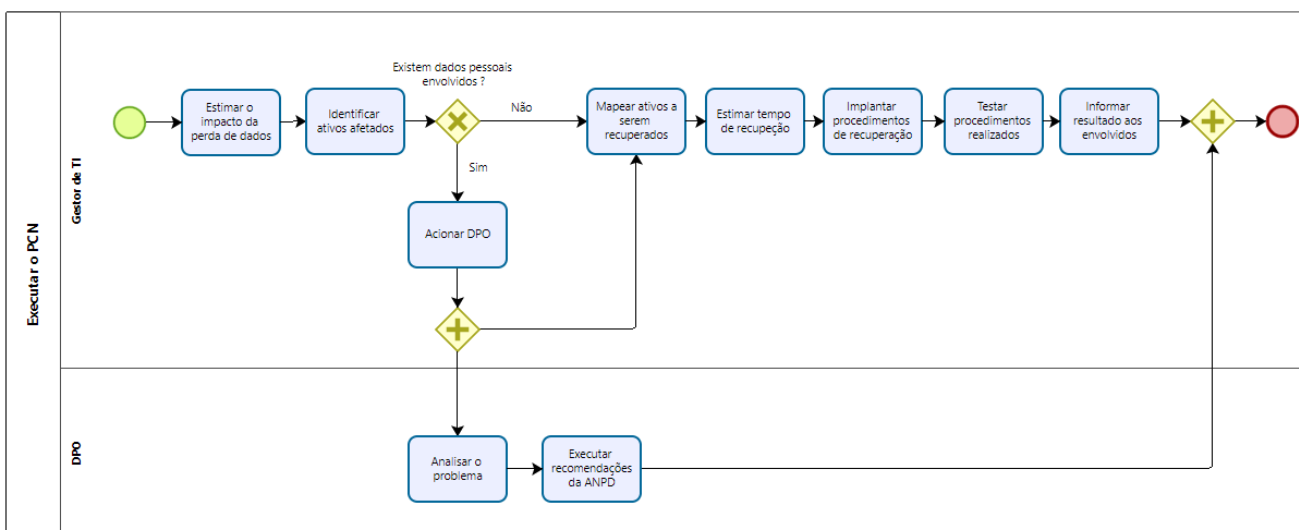 Executar o PCN
Gestor de TI
Estimar o
impacto da
perda de dados
Identificar
ativos afetados
Existem dados pessoais
envolvidos ?
Não
Sim
Mapear ativos a
serem
recuperados
Estimar tempo
de recupeção
Implantar
procedimentos
de recuperação
Testar
procedimentos
realizados
Informar
resultado aos
envolvidos
Acionar DPO
DPO
Analisar o
problema
Executar
recomendações
da ANPD